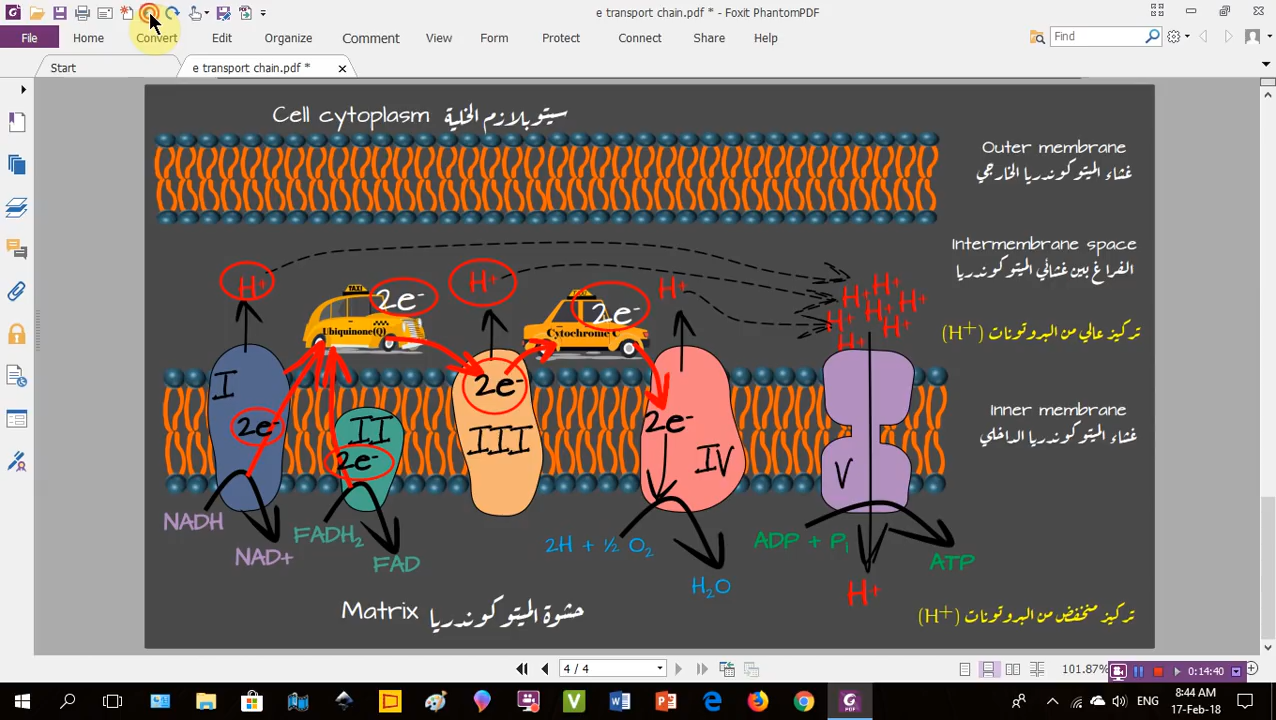 e transport chain.pdf * - Foxit PhantomPDF
File Home Convert Edit Organize Comment View Form Protect Connect Share Help
Find
Start
e transport chain.pdf *
Cell cytoplasm سيتوبلازم الخلية
Outer membrane
غشاء الميتوكوندريا الخارجي
Intermembrane space
الفراغ بين غشائي الميتوكوندريا
H+ H+ H+
H+ H+ H+ H+ H+ H+ H+
TAXI
TAXI
2e-
2e-
Ubiquinone(Q)
Cytochrome C
تركيز عالي من البروتونات (H+)
I
2e-
II
2e-
2e-
III
2e-
IV
V
Inner membrane
غشاء الميتوكوندريا الداخلي
NADH
NAD+
FADH₂
FAD
2H + ½ O₂
H₂O
ADP + Pi
ATP
H+
Matrix حشوة الميتوكوندريا
تركيز منخفض من البروتونات (H+)
4 / 4
101.87%
0:14:40
ENG
8:44 AM
17-Feb-18